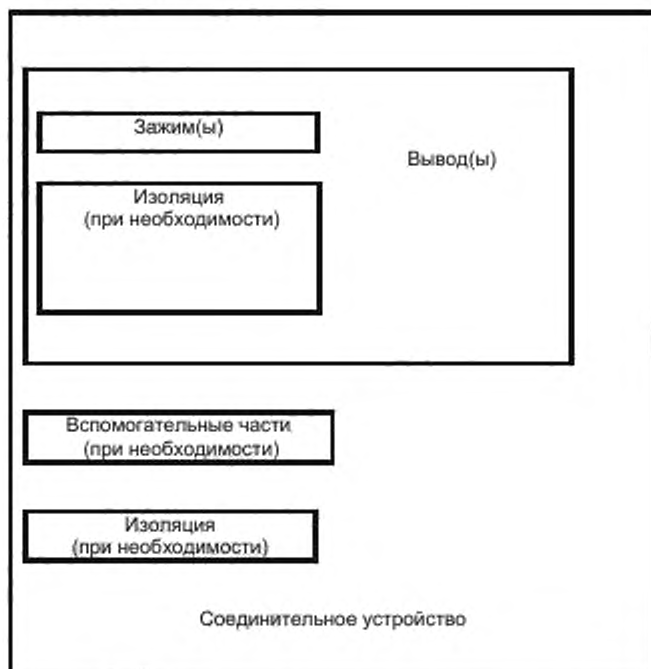 Зажим(ы)
Вывод(ы)
Изоляция
(при необходимости)
Вспомогательные части
(при необходимости)
Изоляция
(при необходимости)
Соединительное устройство